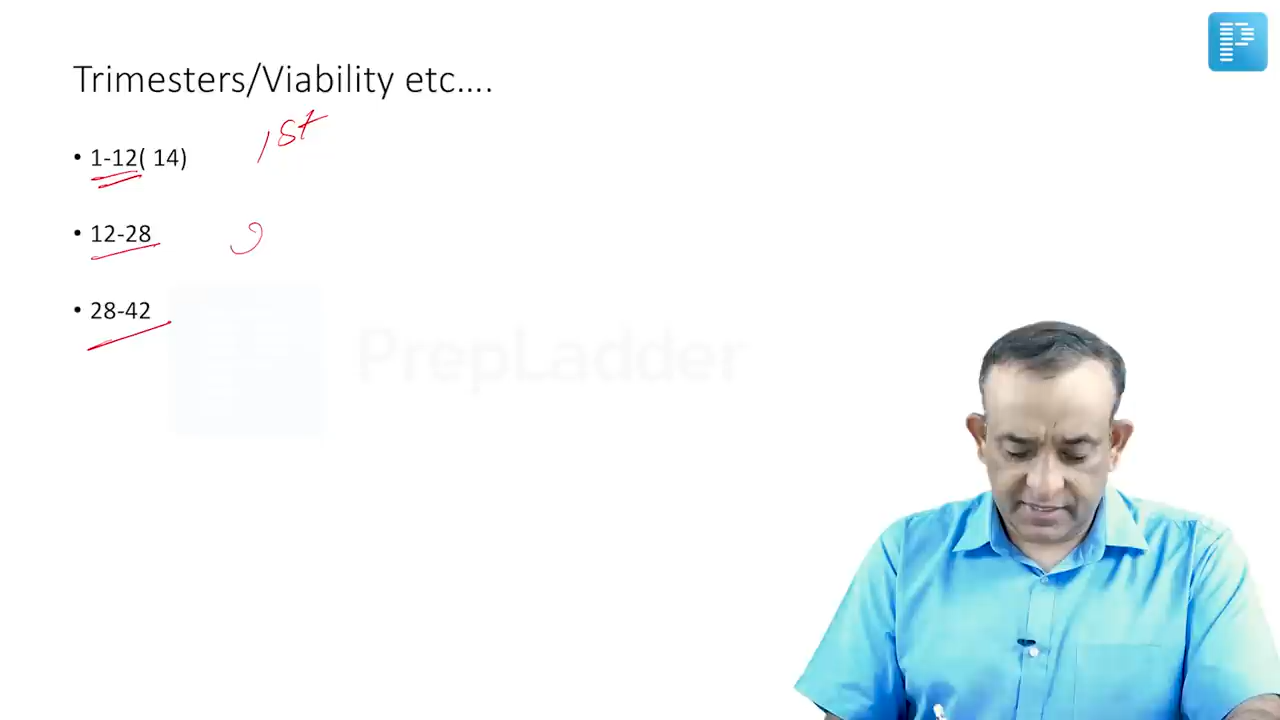 Trimesters/Viability etc....
• 1-12( 14)
1st
• 12-28
• 28-42
PrepLadder